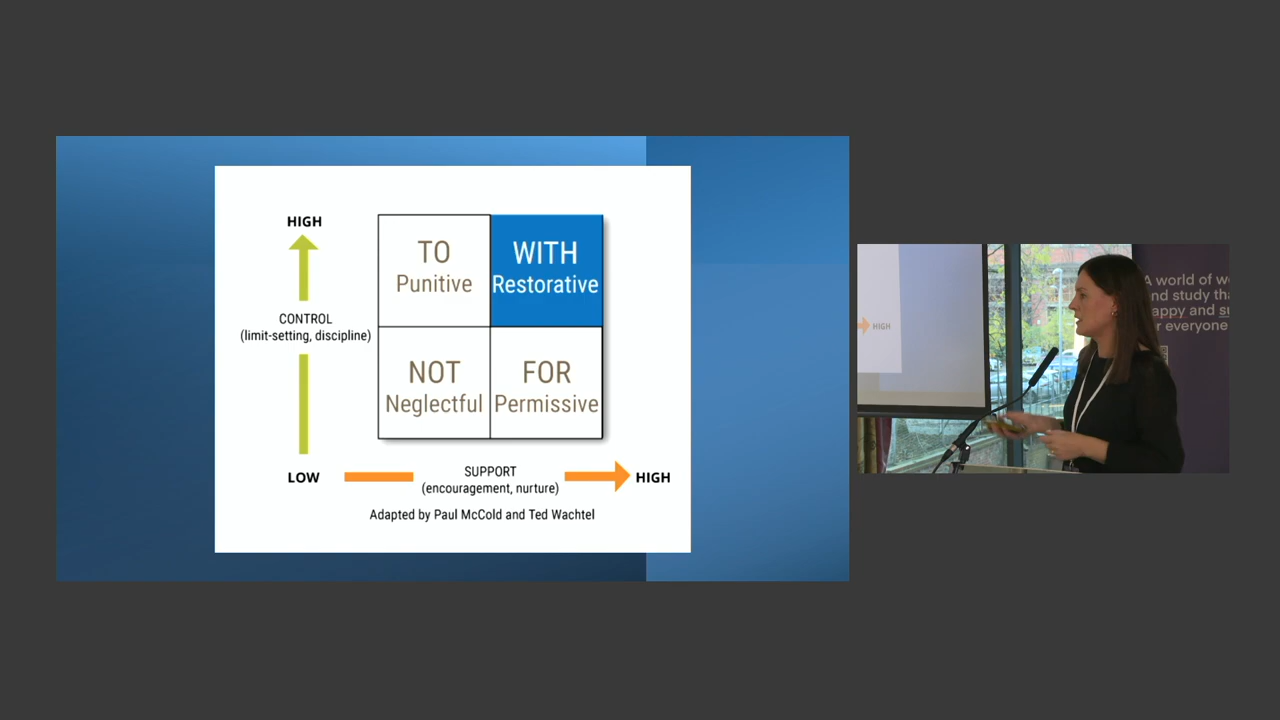 HIGH
TO
Punitive
WITH
Restorative
CONTROL
(limit-setting, discipline)
NOT
Neglectful
FOR
Permissive
LOW
SUPPORT
(encouragement, nurture)
HIGH
Adapted by Paul McCold and Ted Wachtel
HIGH
A world of w
nd study tha
appy and su
r everyone